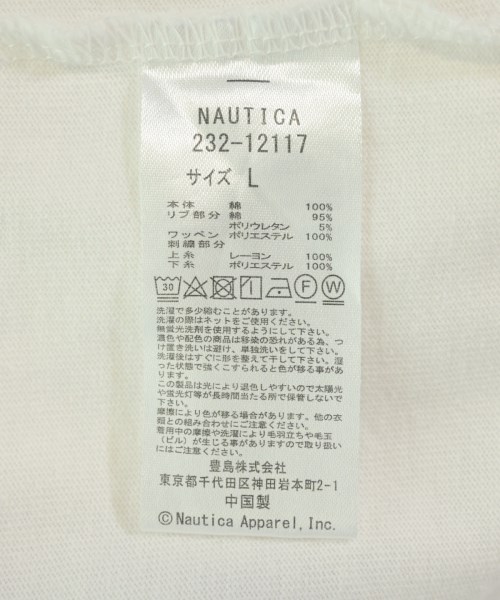 NAUTICA
232-12117
サイズ L
本体 綿 100%
リブ部分 綿 95%
ポリウレタン 5%
ワッペン ポリエステル 100%
刺繍部分
上糸 レーヨン 100%
下糸 ポリエステル 100%
30 F W
洗濯で多少縮むことがあります。
洗濯の際はネットをご使用ください。
無蛍光洗剤を使用するようにして下さい。
濃色や配色の商品は移染の恐れがある為、つ
け置き洗いは避け、単独洗いをして下さい。
洗濯後はすぐに形を整えて干して下さい。湿
った状態で強くこすられると色が移る事があ
ります。
この製品は光により退色しやすいので太陽光
や蛍光灯等が長時間当たる所で保管しないで
下さい。
摩擦により色が移る場合があります。他の衣
類との組み合わせにご注意ください。
着用中の摩擦や洗濯により毛羽立ちや毛玉
(ピル)が生じる事がありますので取り扱い
にはご注意下さい。
豊島株式会社
東京都千代田区神田岩本町2-1
中国製
©Nautica Apparel, Inc.